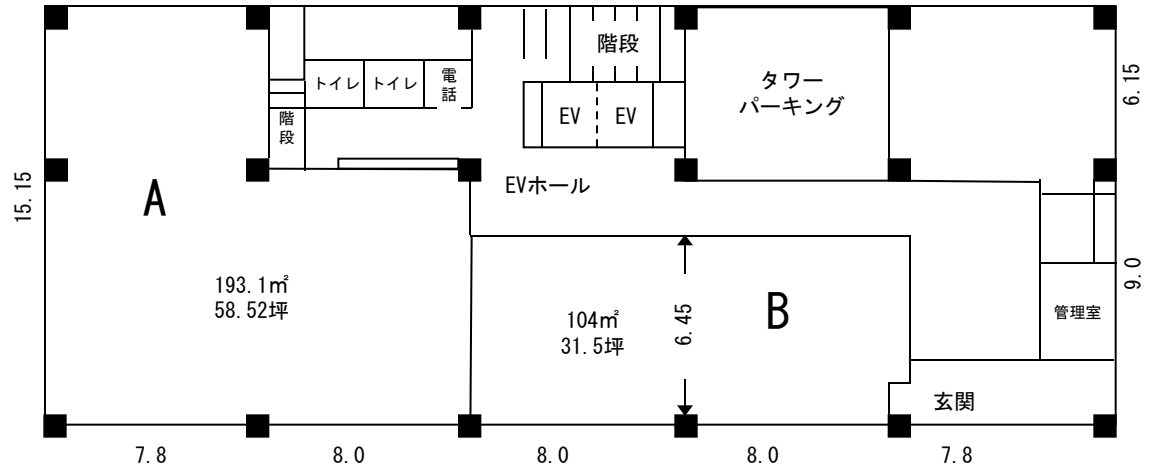 階段
タワー
パーキング
トイレ
トイレ
電
話
EV
EV
階
段
6.15
15.15
A
EVホール
193.1㎡
58.52坪
104㎡
31.5坪
6.45
B
9.0
管理室
玄関
7.8
8.0
8.0
8.0
7.8